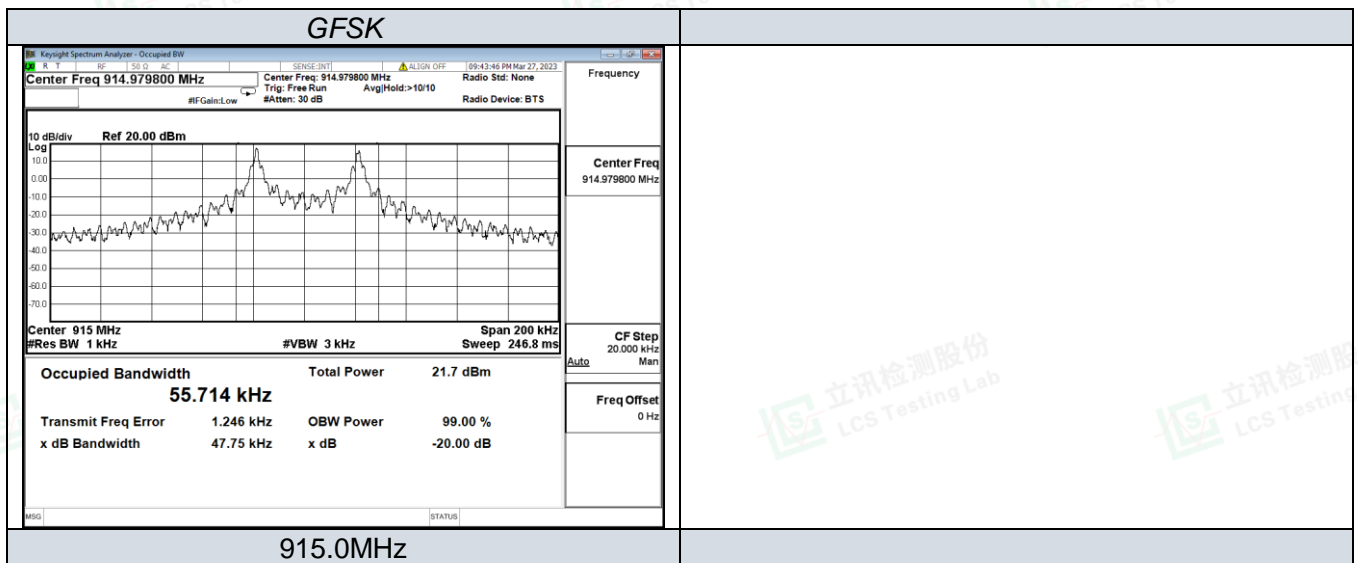 GFSK
Keysight Spectrum Analyzer - Occupied BW
R T RF 50 Ω AC SENSE:INT ALIGN OFF 09:43:46 PM Mar 27, 2023
Center Freq 914.979800 MHz Center Freq: 914.979800 MHz Radio Std: None Frequency
Trig: Free Run Avg|Hold:>10/10
#IFGain:Low #Atten: 30 dB Radio Device: BTS
10 dB/div Ref 20.00 dBm
Log
10.0
0.00
-10.0
-20.0
-30.0
-40.0
-50.0
-60.0
-70.0
Center Freq
914.979800 MHz
Center 915 MHz Span 200 kHz
#Res BW 1 kHz #VBW 3 kHz Sweep 246.8 ms
CF Step
20.000 kHz
Auto Man
Occupied Bandwidth Total Power 21.7 dBm
55.714 kHz
Freq Offset
0 Hz
Transmit Freq Error 1.246 kHz OBW Power 99.00 %
x dB Bandwidth 47.75 kHz x dB -20.00 dB
MSG STATUS
915.0MHz
立讯检测股份
LCS Testing Lab
立讯检测股
LCS Testing